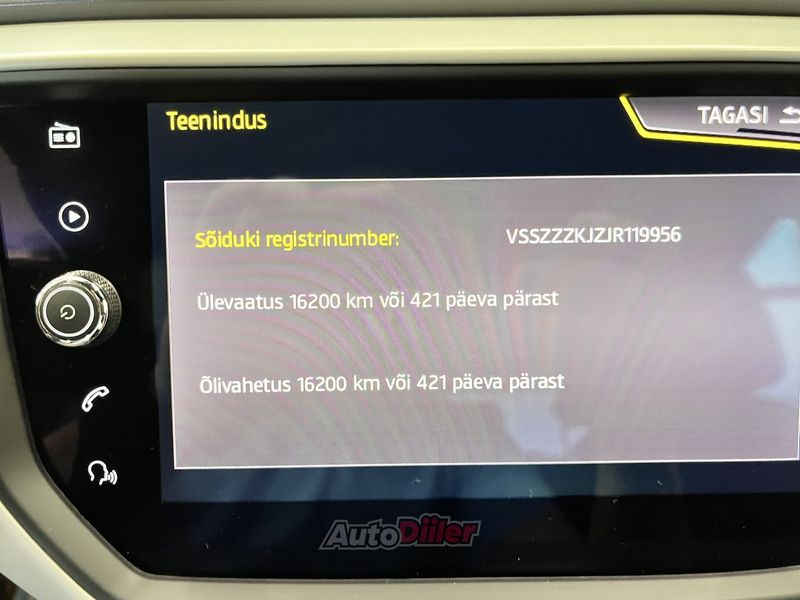 Teenindus
TAGASI
Sõiduki registrinumber: VSSZZZKJZJR119956
Ülevaatus 16200 km või 421 päeva pärast
Õlivahetus 16200 km või 421 päeva pärast
AutoDiiler